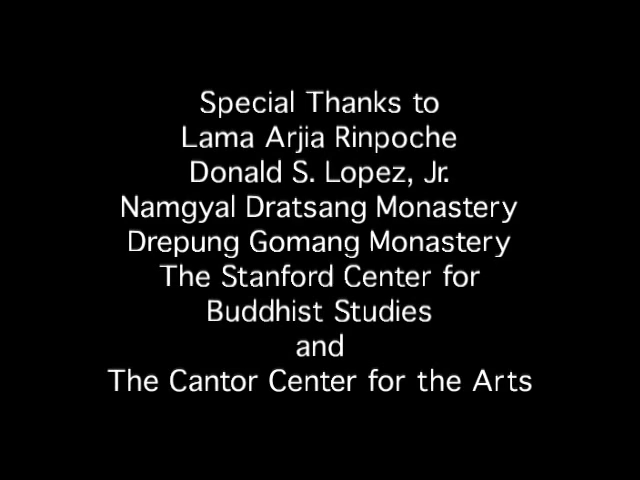 Special Thanks to
Lama Arjia Rinpoche
Donald S. Lopez, Jr.
Namgyal Dratsang Monastery
Drepung Gomang Monastery
The Stanford Center for
Buddhist Studies
and
The Cantor Center for the Arts